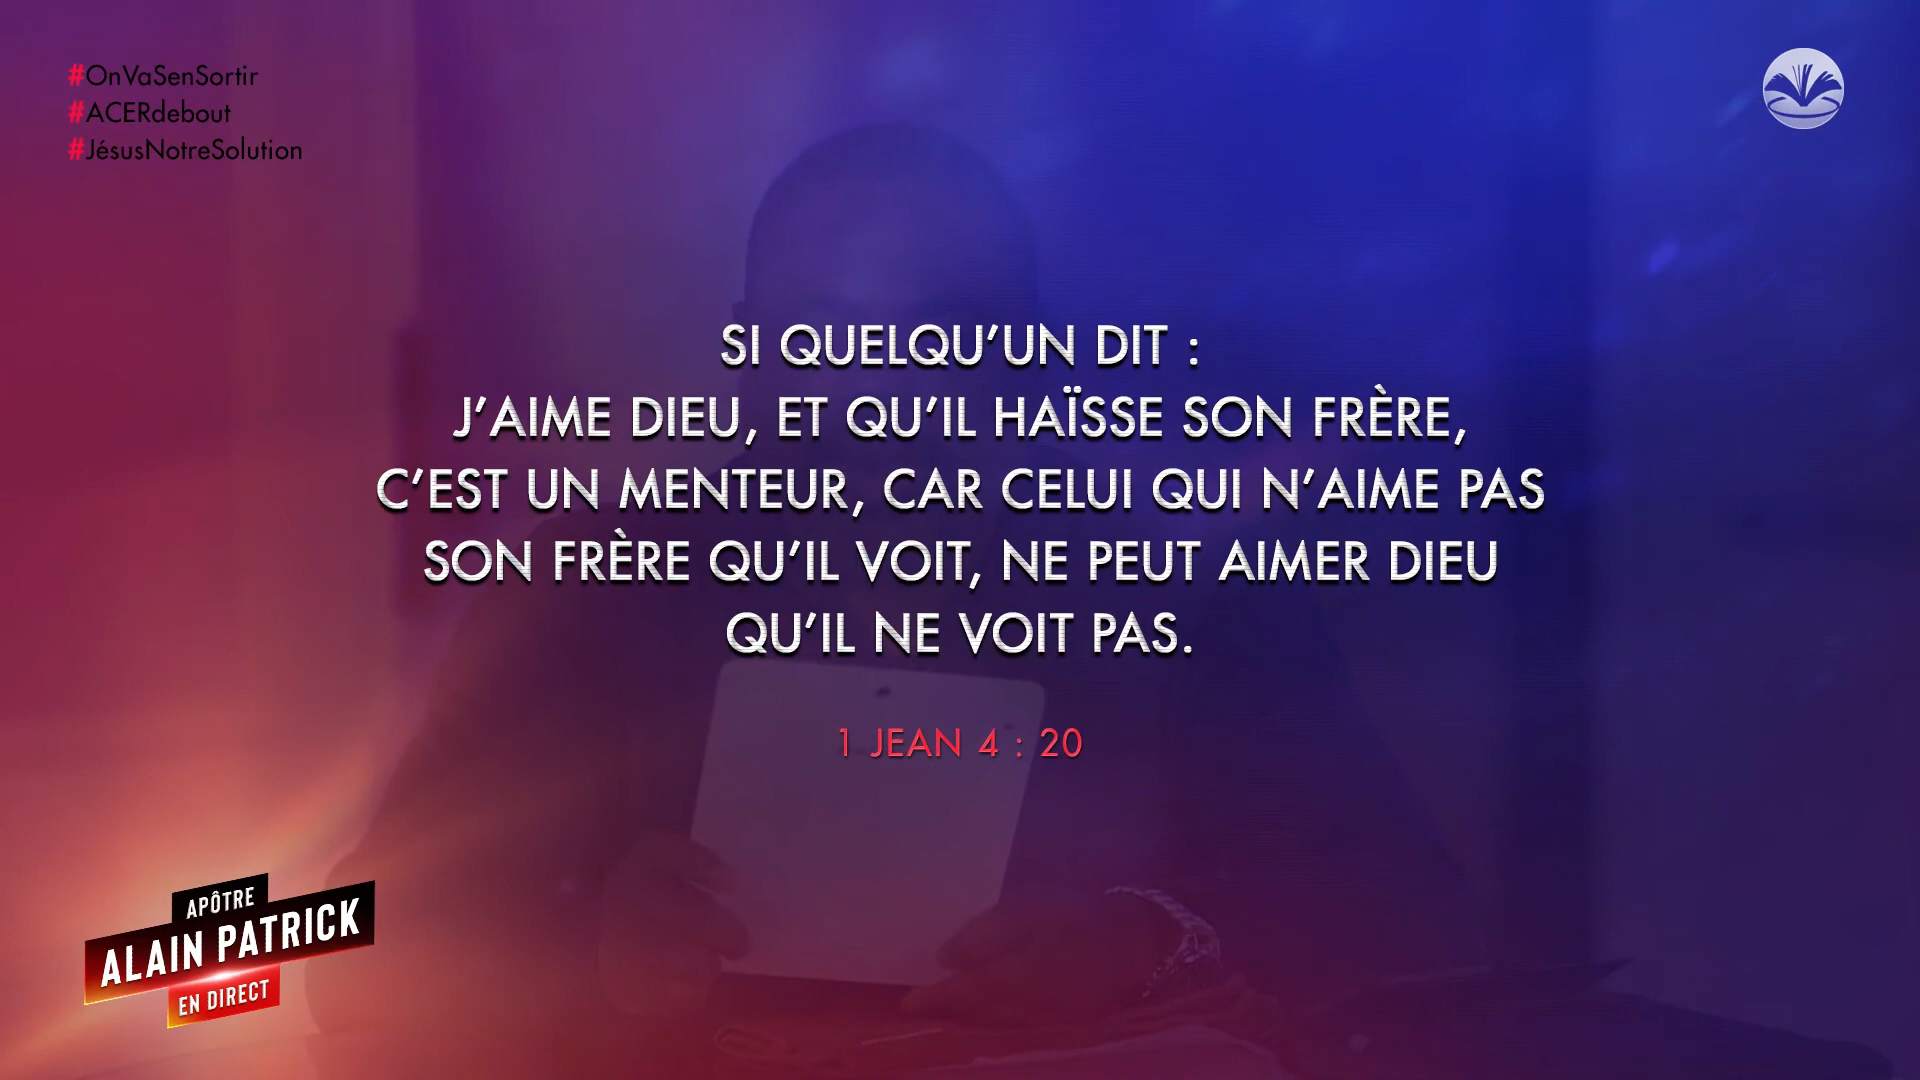 #OnVaSenSortir
#ACERdebout
#JésusNotreSolution
SI QUELQU’UN DIT :
J’AIME DIEU, ET QU’IL HAÏSSE SON FRÈRE,
C’EST UN MENTEUR, CAR CELUI QUI N’AIME PAS
SON FRÈRE QU’IL VOIT, NE PEUT AIMER DIEU
QU’IL NE VOIT PAS.
1 JEAN 4 : 20
APÔTRE
ALAIN PATRICK
EN DIRECT